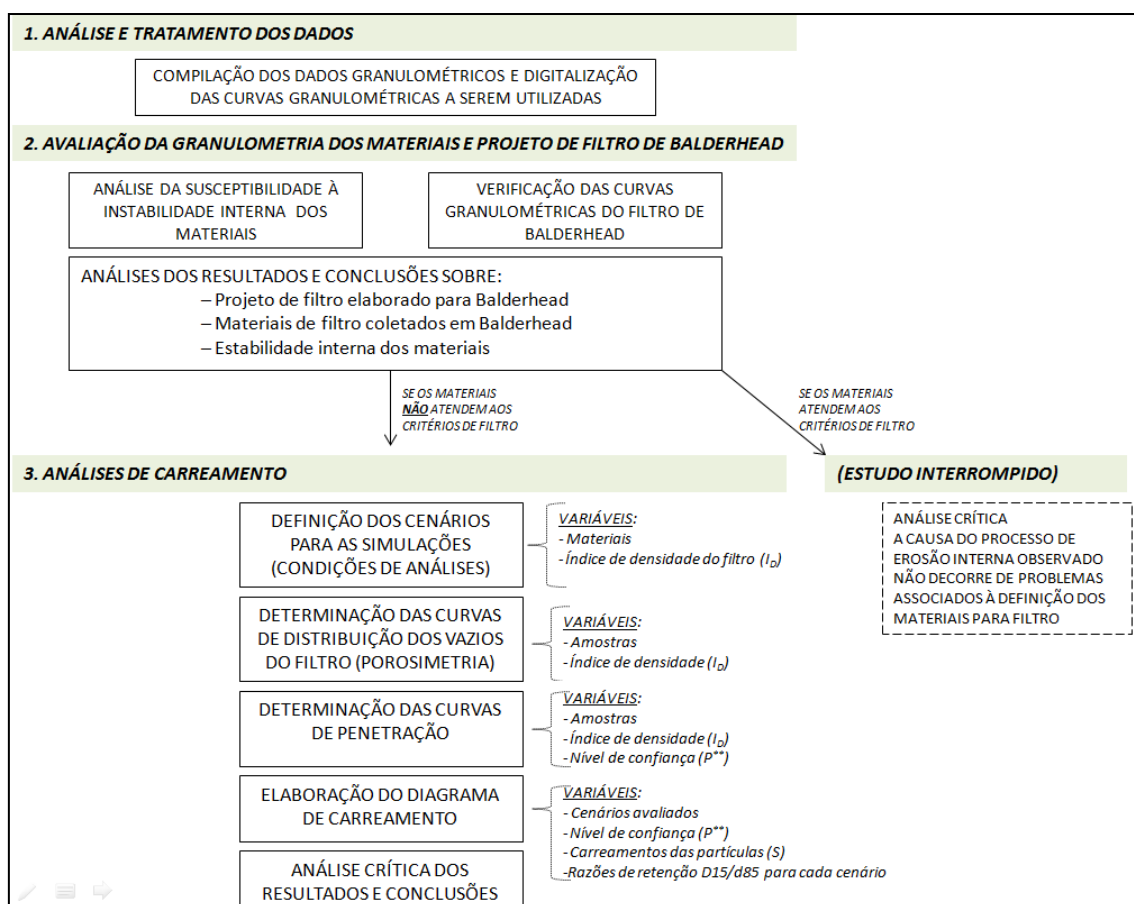 1. ANÁLISE E TRATAMENTO DOS DADOS
COMPILAÇÃO DOS DADOS GRANULOMÉTRICOS E DIGITALIZAÇÃO
DAS CURVAS GRANULOMÉTRICAS A SEREM UTILIZADAS
2. AVALIAÇÃO DA GRANULOMETRIA DOS MATERIAIS E PROJETO DE FILTRO DE BALDERHEAD
ANÁLISE DA SUSCEPTIBILIDADE À
INSTABILIDADE INTERNA DOS
MATERIAIS
VERIFICAÇÃO DAS CURVAS
GRANULOMÉTRICAS DO FILTRO DE
BALDERHEAD
ANÁLISES DOS RESULTADOS E CONCLUSÕES SOBRE:
– Projeto de filtro elaborado para Balderhead
– Materiais de filtro coletados em Balderhead
– Estabilidade interna dos materiais
SE OS MATERIAIS
NÃO ATENDEM AOS
CRITÉRIOS DE FILTRO
SE OS MATERIAIS
ATENDEM AOS
CRITÉRIOS DE FILTRO
3. ANÁLISES DE CARREAMENTO
(ESTUDO INTERROMPIDO)
DEFINIÇÃO DOS CENÁRIOS
PARA AS SIMULAÇÕES
(CONDIÇÕES DE ANÁLISES)
VARIÁVEIS:
- Materiais
-Índice de densidade do filtro (I_D)
ANÁLISE CRÍTICA
A CAUSA DO PROCESSO DE
EROSÃO INTERNA OBSERVADO
NÃO DECORRE DE PROBLEMAS
ASSOCIADOS À DEFINIÇÃO DOS
MATERIAIS PARA FILTRO
DETERMINAÇÃO DAS CURVAS
DE DISTRIBUIÇÃO DOS VAZIOS
DO FILTRO (POROSIMETRIA)
VARIÁVEIS:
- Amostras
- Índice de densidade (I_D)
DETERMINAÇÃO DAS CURVAS
DE PENETRAÇÃO
VARIÁVEIS:
- Amostras
- Índice de densidade (I_D)
- Nível de confiança (P**)
ELABORAÇÃO DO DIAGRAMA
DE CARREAMENTO
VARIÁVEIS:
- Cenários avaliados
- Nível de confiança (P**)
- Carreamentos das partículas (S)
-Razões de retenção D15/d85 para cada cenário
ANÁLISE CRÍTICA DOS
RESULTADOS E CONCLUSÕES